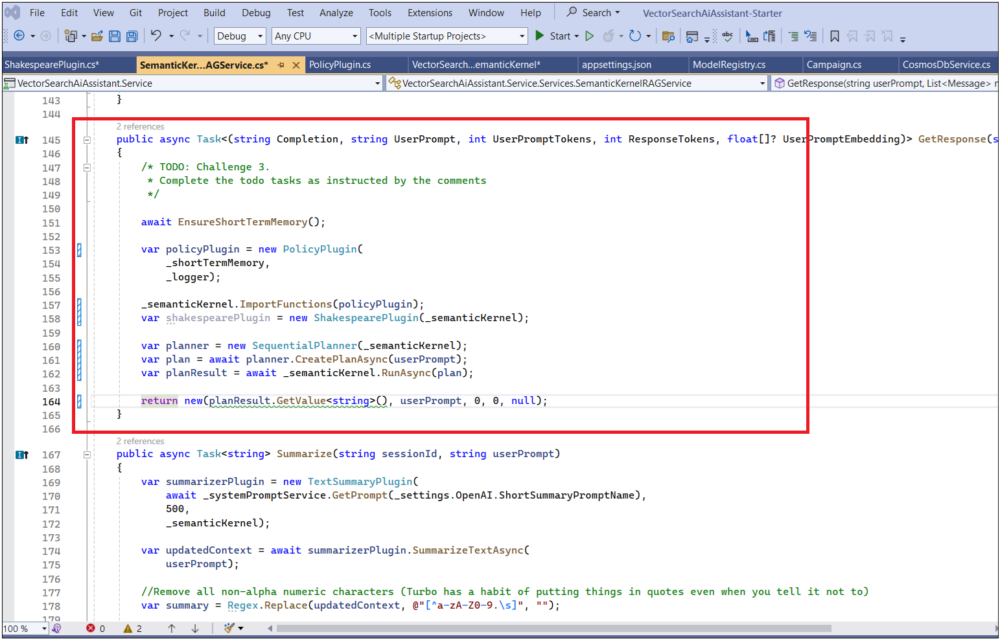 File Edit View Git Project Build Debug Test Analyze Tools Extensions Window Help Search VectorSearchAiAssistant-Starter
Debug Any CPU <Multiple Startup Projects> Start abc
ShakespearePlugin.cs* SemanticKer...AGService.cs* PolicyPlugin.cs VectorSearch...emanticKernel* appsettings.json ModelRegistry.cs Campaign.cs CosmosDbService.cs
VectorSearchAiAssistant.Service VectorSearchAiAssistant.Service.Services.SemanticKernelRAGService GetResponse(string userPrompt, List<Message> m
143 }
144
2 references
145 public async Task<(string Completion, string UserPrompt, int UserPromptTokens, int ResponseTokens, float[]? UserPromptEmbedding)> GetResponse(s
146 {
147 /* TODO: Challenge 3.
148 * Complete the todo tasks as instructed by the comments
149 */
150
151 await EnsureShortTermMemory();
152
153 var policyPlugin = new PolicyPlugin(
154 _shortTermMemory,
155 _logger);
156
157 _semanticKernel.ImportFunctions(policyPlugin);
158 var shakespearePlugin = new ShakespearePlugin(_semanticKernel);
159
160 var planner = new SequentialPlanner(_semanticKernel);
161 var plan = await planner.CreatePlanAsync(userPrompt);
162 var planResult = await _semanticKernel.RunAsync(plan);
163
164 return new(planResult.GetValue<string>(), userPrompt, 0, 0, null);
165 }
166
2 references
167 public async Task<string> Summarize(string sessionId, string userPrompt)
168 {
169 var summarizerPlugin = new TextSummaryPlugin(
170 await _systemPromptService.GetPrompt(_settings.OpenAI.ShortSummaryPromptName),
171 500,
172 _semanticKernel);
173
174 var updatedContext = await summarizerPlugin.SummarizeTextAsync(
175 userPrompt);
176
177 //Remove all non-alpha numeric characters (Turbo has a habit of putting things in quotes even when you tell it not to)
178 var summary = Regex.Replace(updatedContext, @"[^a-zA-Z0-9.\s]", "");
179
100 % 0 2